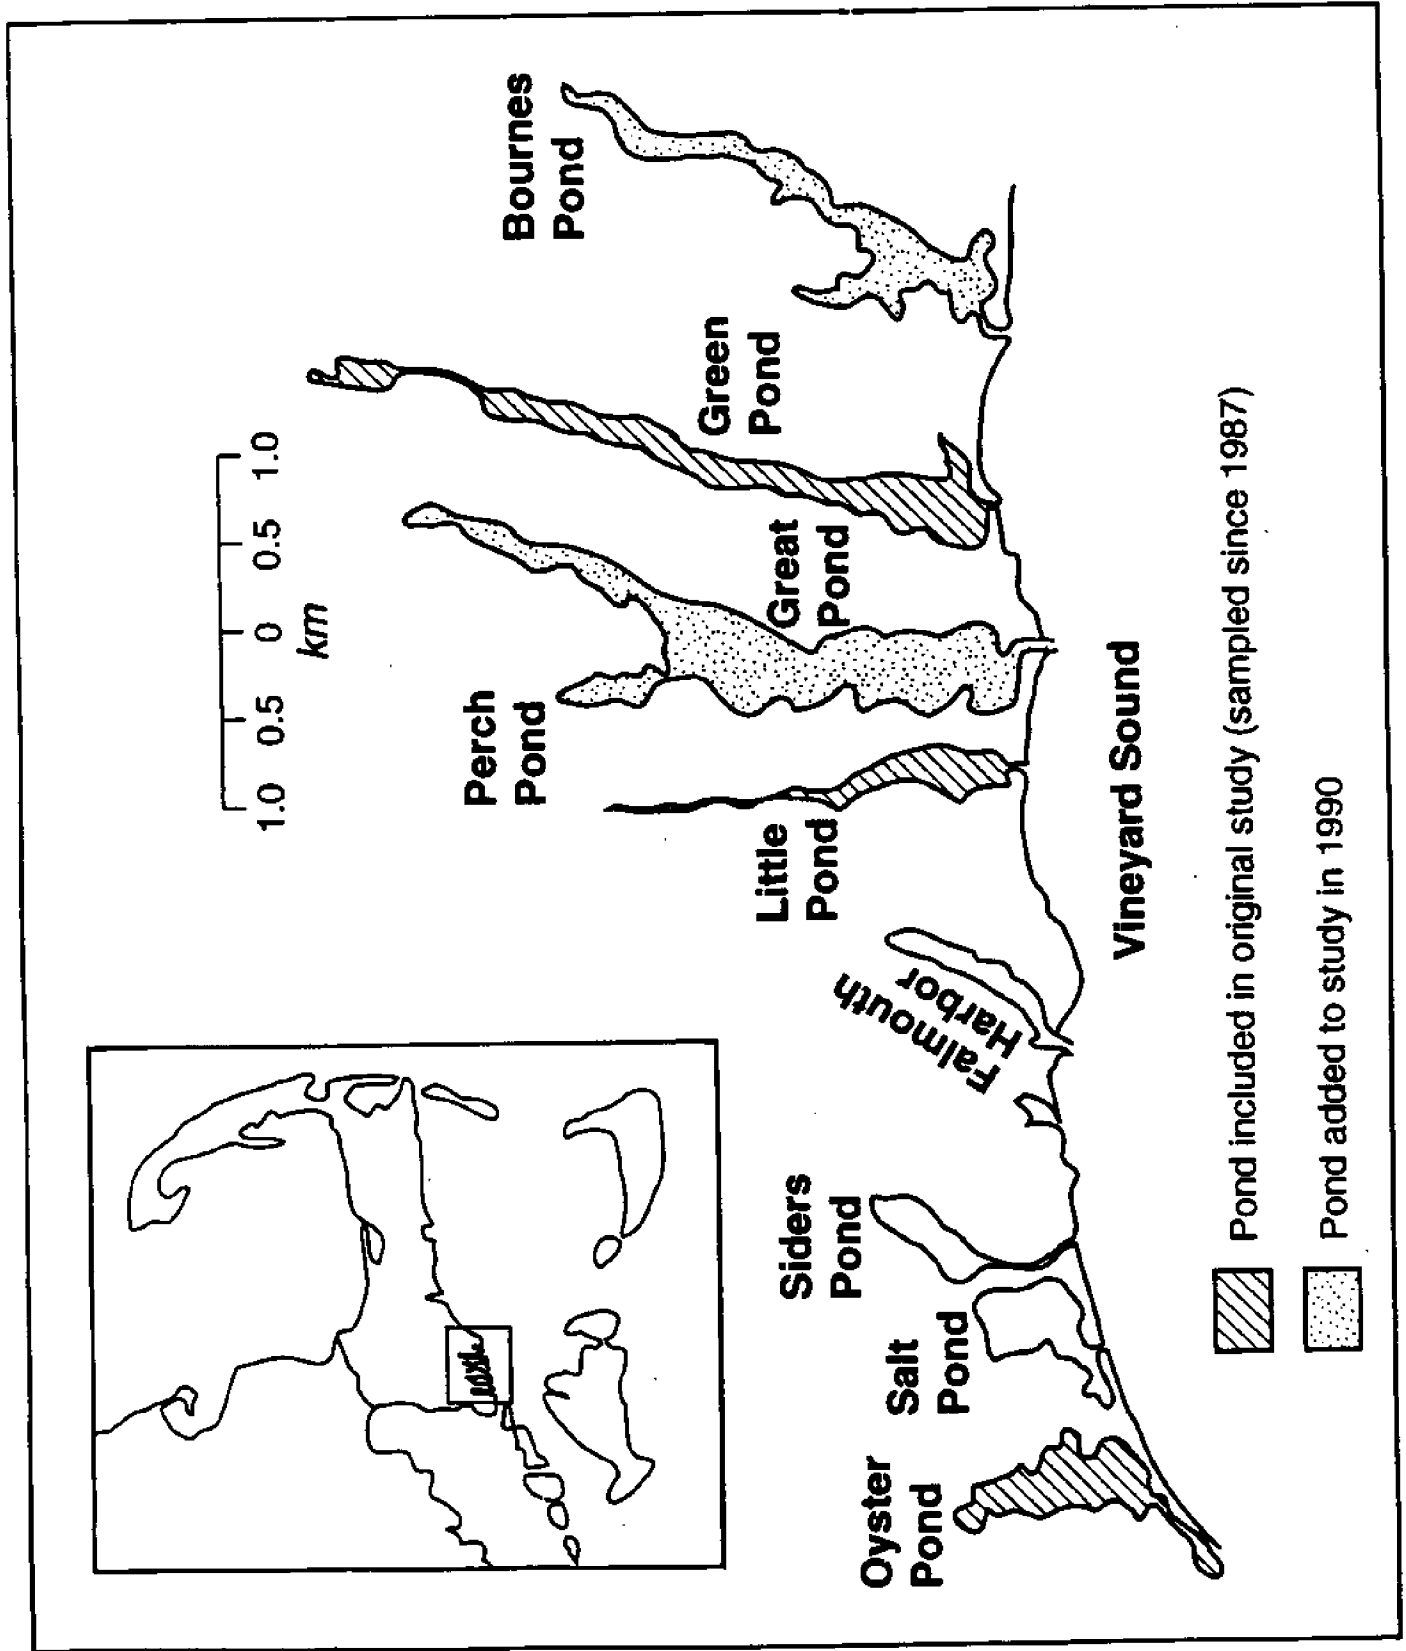 1.0 0.5 0 0.5 1.0
km
Bournes
Pond
Green
Pond
Great
Pond
Perch
Pond
Little
Pond
Falmouth
Harbor
Siders
Pond
Salt
Pond
Oyster
Pond
Vineyard Sound
Pond included in original study (sampled since 1987)
Pond added to study in 1990